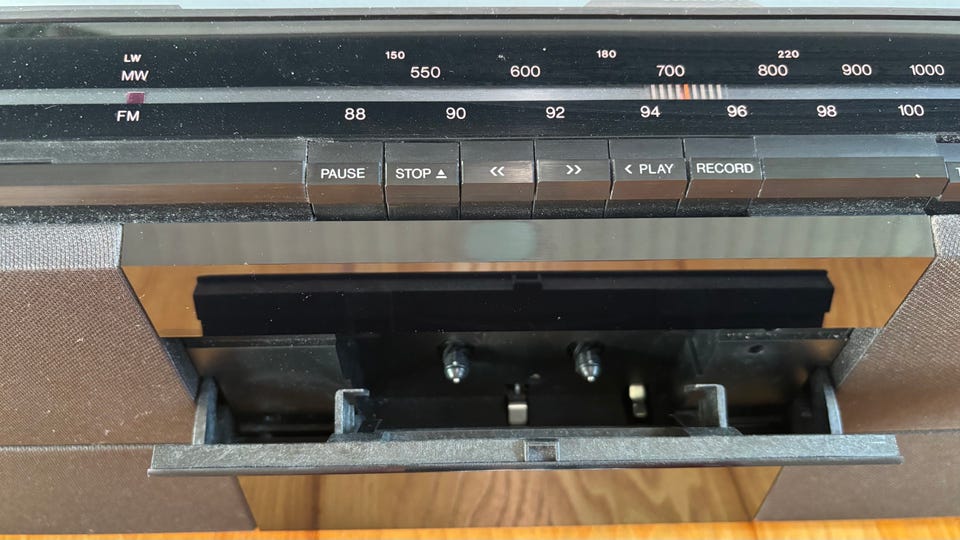 LW 150 180 220
MW 550 600 700 800 900 1000
FM 88 90 92 94 96 98 100
PAUSE STOP ⏏ << >> < PLAY RECORD